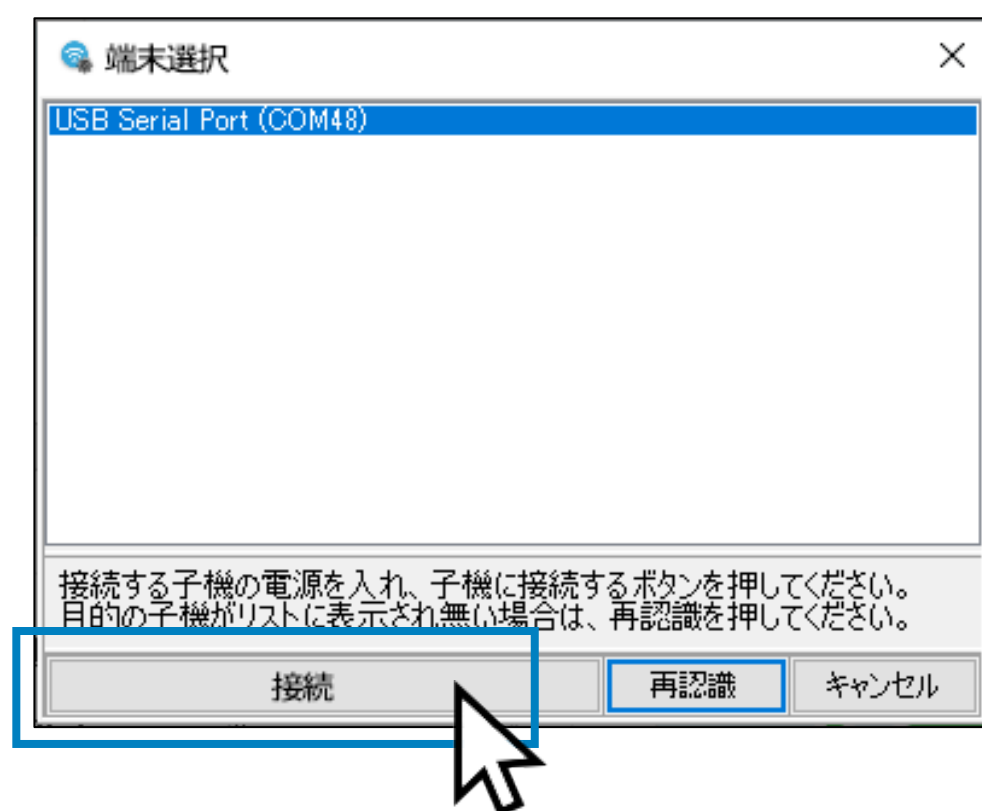 端末選択
USB Serial Port (COM48)
接続する子機の電源を入れ、子機に接続するボタンを押してください。
目的の子機がリストに表示され無い場合は、再認識を押してください。
接続 再認識 キャンセル